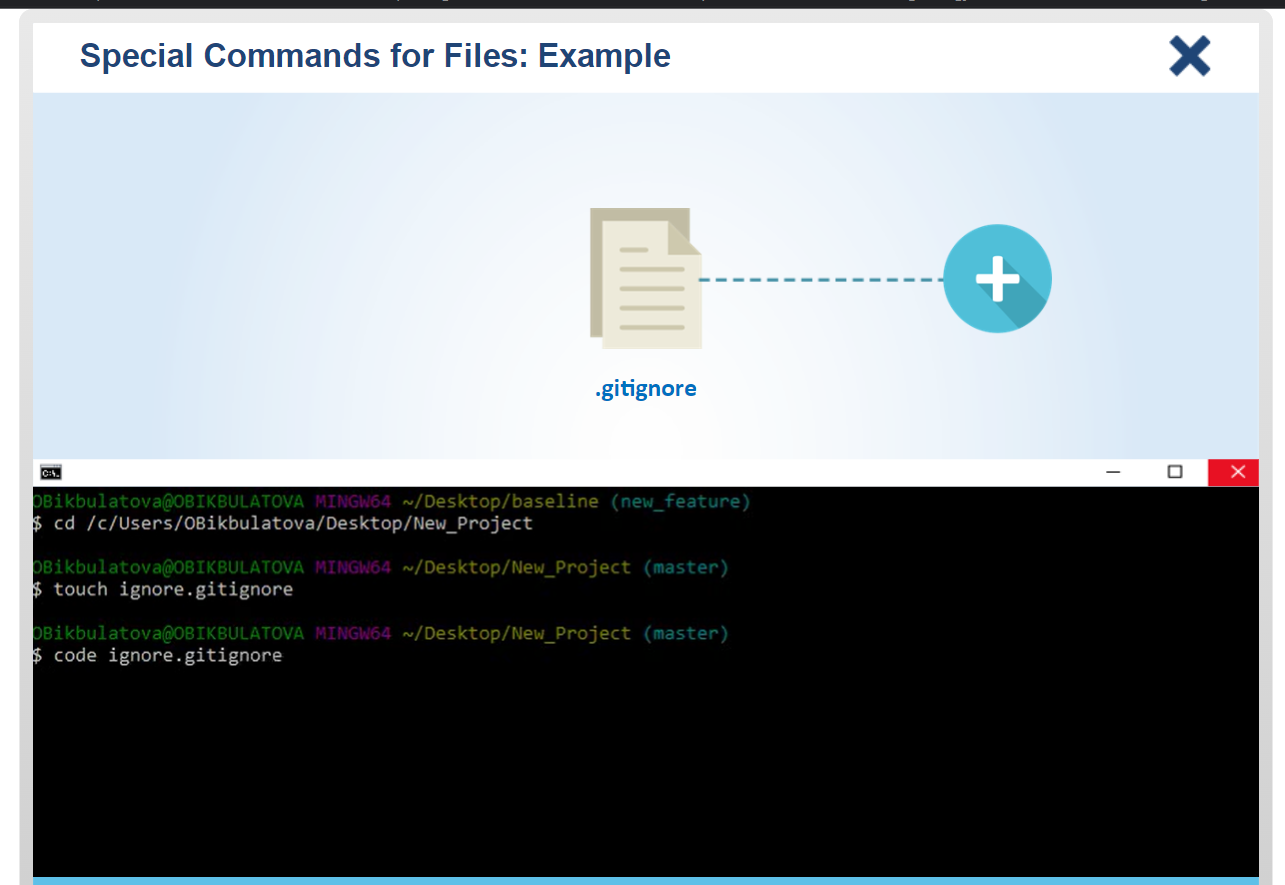 Special Commands for Files: Example
.gitignore
OBikbulatova@OBIKBULATOVA MINGW64 ~/Desktop/baseline (new_feature)
$ cd /c/Users/OBikbulatova/Desktop/New_Project
OBikbulatova@OBIKBULATOVA MINGW64 ~/Desktop/New_Project (master)
$ touch ignore.gitignore
OBikbulatova@OBIKBULATOVA MINGW64 ~/Desktop/New_Project (master)
$ code ignore.gitignore